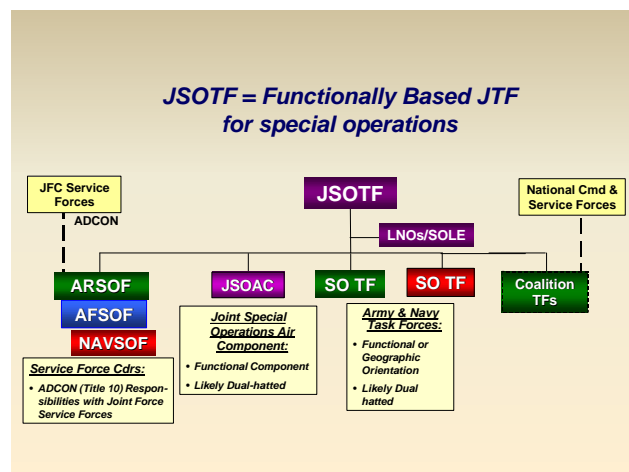 JSOTF = Functionally Based JTF
for special operations
JFC Service
Forces
ADCON
JSOTF
National Cmd &
Service Forces
LNOs/SOLE
ARSOF
AFSOF
NAVSOF
JSOAC
SO TF
SO TF
Coalition
TFs
Service Force Cdrs:
• ADCON (Title 10) Respon-
sibilities with Joint Force
Service Forces
Joint Special
Operations Air
Component:
• Functional Component
• Likely Dual-hatted
Army & Navy
Task Forces:
• Functional or
Geographic
Orientation
• Likely Dual
hatted